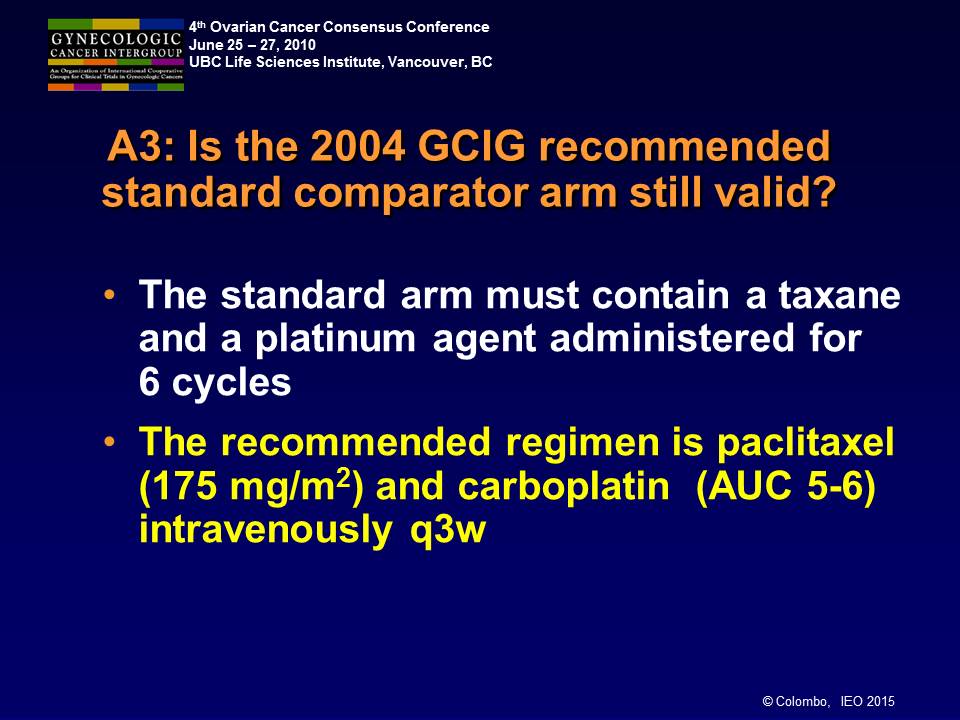 GYNECOLOGIC
CANCER INTERGROUP
An Organization of International Cooperative
Groups for Clinical Trials in Gynecologic Cancers
4th Ovarian Cancer Consensus Conference
June 25 – 27, 2010
UBC Life Sciences Institute, Vancouver, BC
A3: Is the 2004 GCIG recommended
standard comparator arm still valid?
• The standard arm must contain a taxane
and a platinum agent administered for
6 cycles
• The recommended regimen is paclitaxel
(175 mg/m2) and carboplatin (AUC 5-6)
intravenously q3w
© Colombo, IEO 2015